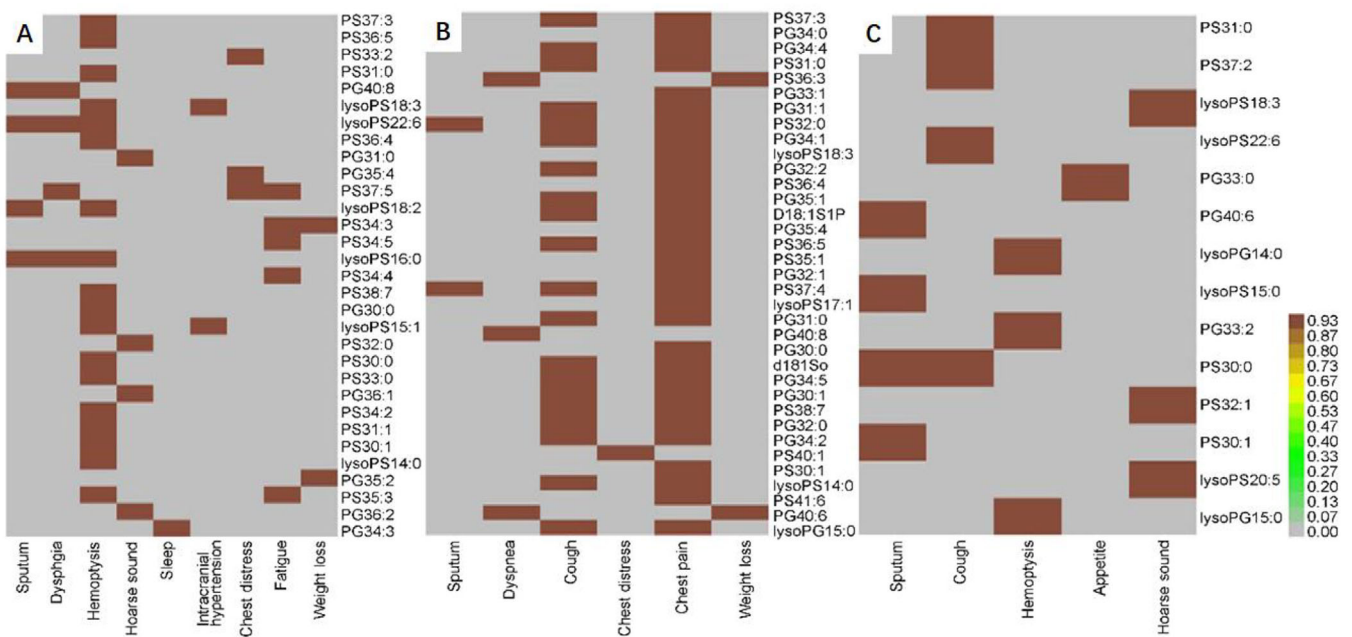 A
PS37:3
PS36:5
PS33:2
PS31:0
PG40:8
lysoPS18:3
lysoPS22:6
PS36:4
PG31:0
PG35:4
PS37:5
lysoPS18:2
PS34:3
PS34:5
lysoPS16:0
PS34:4
PS38:7
PG30:0
lysoPS15:1
PS32:0
PS30:0
PS33:0
PG36:1
PS34:2
PS31:1
PS30:1
lysoPS14:0
PG35:2
PS35:3
PG36:2
PG34:3
Sputum
Dysphgia
Hemoptysis
Hoarse sound
Sleep
Intracranial
hypertension
Chest distress
Fatigue
Weight loss
B
PS37:3
PG34:0
PG34:4
PS31:0
PS36:3
PG33:1
PG31:1
PS32:0
PG34:1
lysoPS18:3
PG32:2
PS36:4
PG35:1
D18:1S1P
PG35:4
PS36:5
PS35:1
PG32:1
PS37:4
lysoPS17:1
PG31:0
PG40:8
PG30:0
d181So
PG34:5
PG30:1
PS38:7
PG32:0
PG34:2
PS40:1
PS30:1
lysoPS14:0
PS41:6
PG40:6
lysoPG15:0
Sputum
Dyspnea
Cough
Chest distress
Chest pain
Weight loss
C
PS31:0
PS37:2
lysoPS18:3
lysoPS22:6
PG33:0
PG40:6
lysoPG14:0
lysoPS15:0
PG33:2
PS30:0
PS32:1
PS30:1
lysoPS20:5
lysoPG15:0
Sputum
Cough
Hemoptysis
Appetite
Hoarse sound
0.93
0.87
0.80
0.73
0.67
0.60
0.53
0.47
0.40
0.33
0.27
0.20
0.13
0.07
0.00